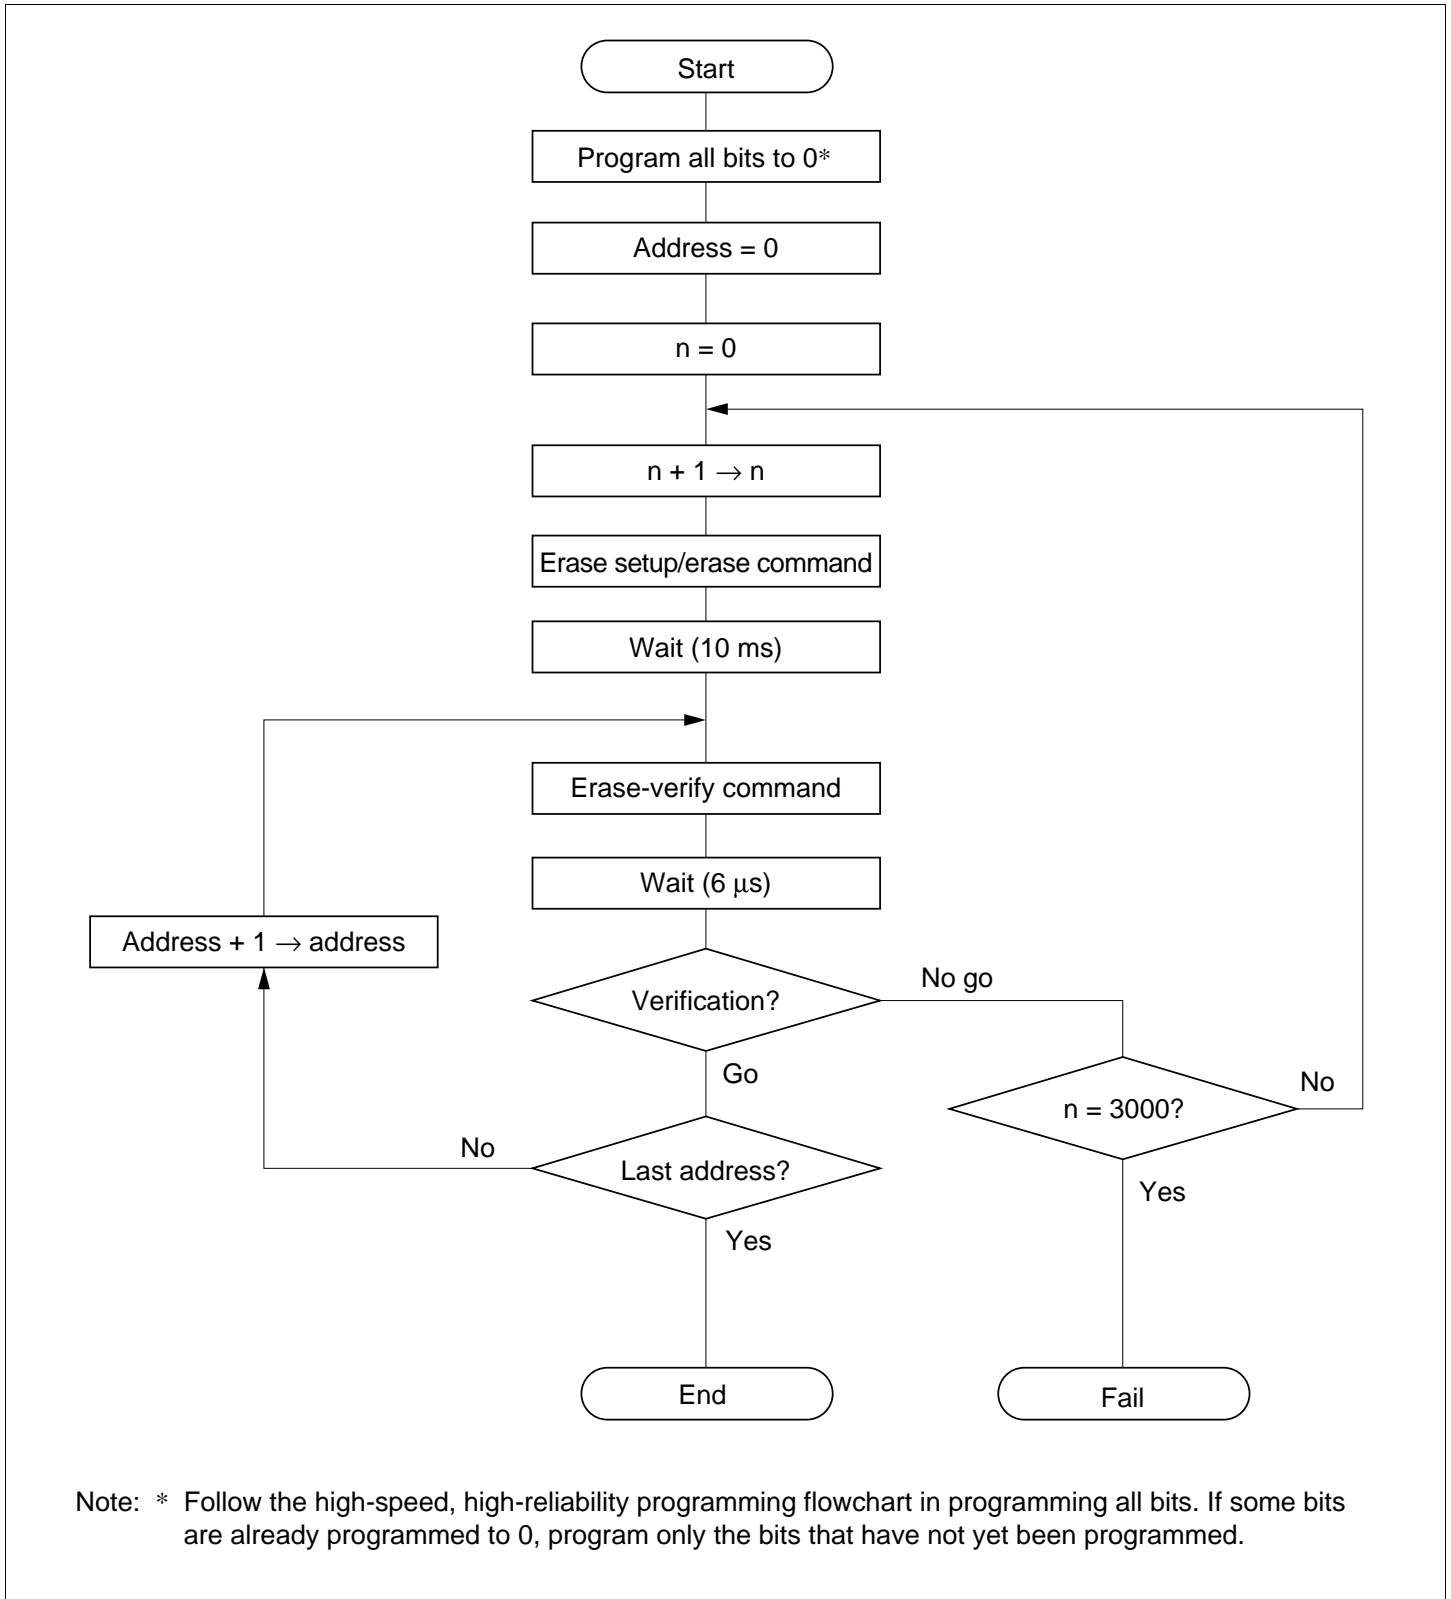 Start
Program all bits to 0*
Address = 0
n = 0
n + 1 → n
Erase setup/erase command
Wait (10 ms)
Erase-verify command
Wait (6 μs)
Address + 1 → address
Verification?
No go
Go
n = 3000?
No
No
Last address?
Yes
Yes
End
Fail
Note: * Follow the high-speed, high-reliability programming flowchart in programming all bits. If some bits
are already programmed to 0, program only the bits that have not yet been programmed.